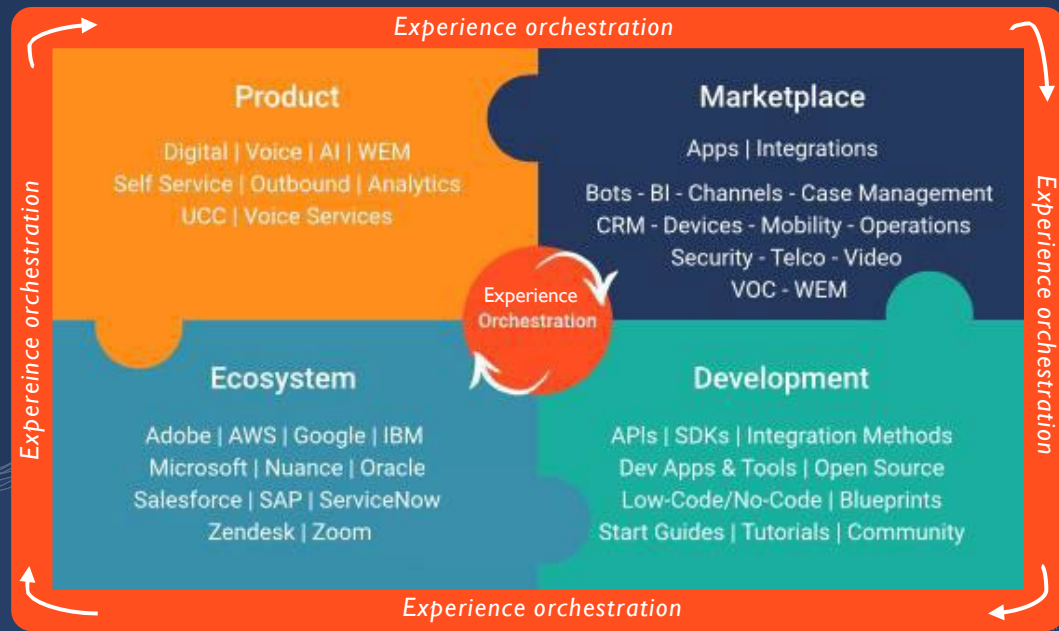 Experience orchestration
Product
Digital | Voice | AI | WEM
Self Service | Outbound | Analytics
UCC | Voice Services
Marketplace
Apps | Integrations
Bots - BI - Channels - Case Management
CRM - Devices - Mobility - Operations
Security - Telco - Video
VOC - WEM
Expereince orchestration
Experience orchestration
Experience
Orchestration
Ecosystem
Adobe | AWS | Google | IBM
Microsoft | Nuance | Oracle
Salesforce | SAP | ServiceNow
Zendesk | Zoom
Development
APIs | SDKs | Integration Methods
Dev Apps & Tools | Open Source
Low-Code/No-Code | Blueprints
Start Guides | Tutorials | Community
Experience orchestration